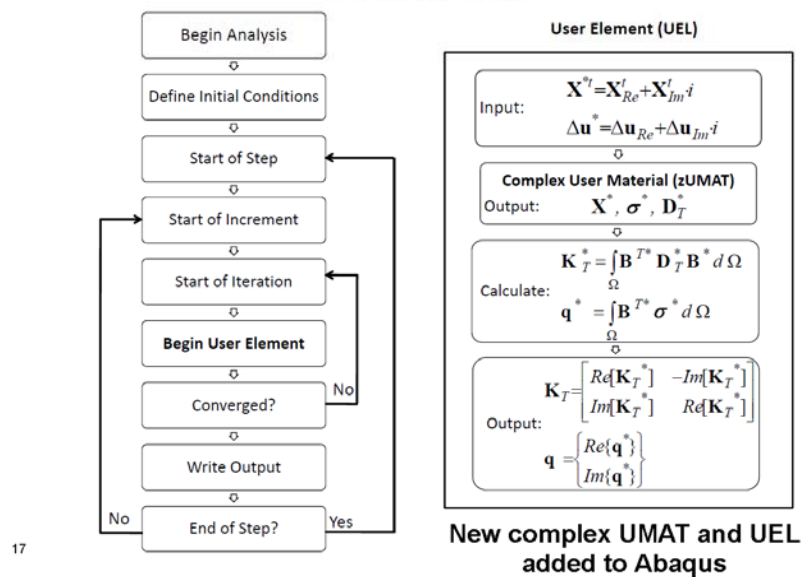 Begin Analysis
Define Initial Conditions
Start of Step
Start of Increment
Start of Iteration
Begin User Element
No
Converged?
Write Output
No
End of Step?
Yes
17
User Element (UEL)
Input:
X*ᵗ=Xᵗ_Re+Xᵗ_Im·i
Δu*=Δu_Re+Δu_Im·i
Complex User Material (zUMAT)
Output: X*, σ*, D*_T
Calculate:
K*_T=∫_Ω B^T* D*_T B* d Ω
q* =∫_Ω B^T* σ* d Ω
Output:
K_T=[Re[K_T*] -Im[K_T*]
Im[K_T*] Re[K_T*]]
q ={Re{q*}
Im{q*}}
New complex UMAT and UEL
added to Abaqus